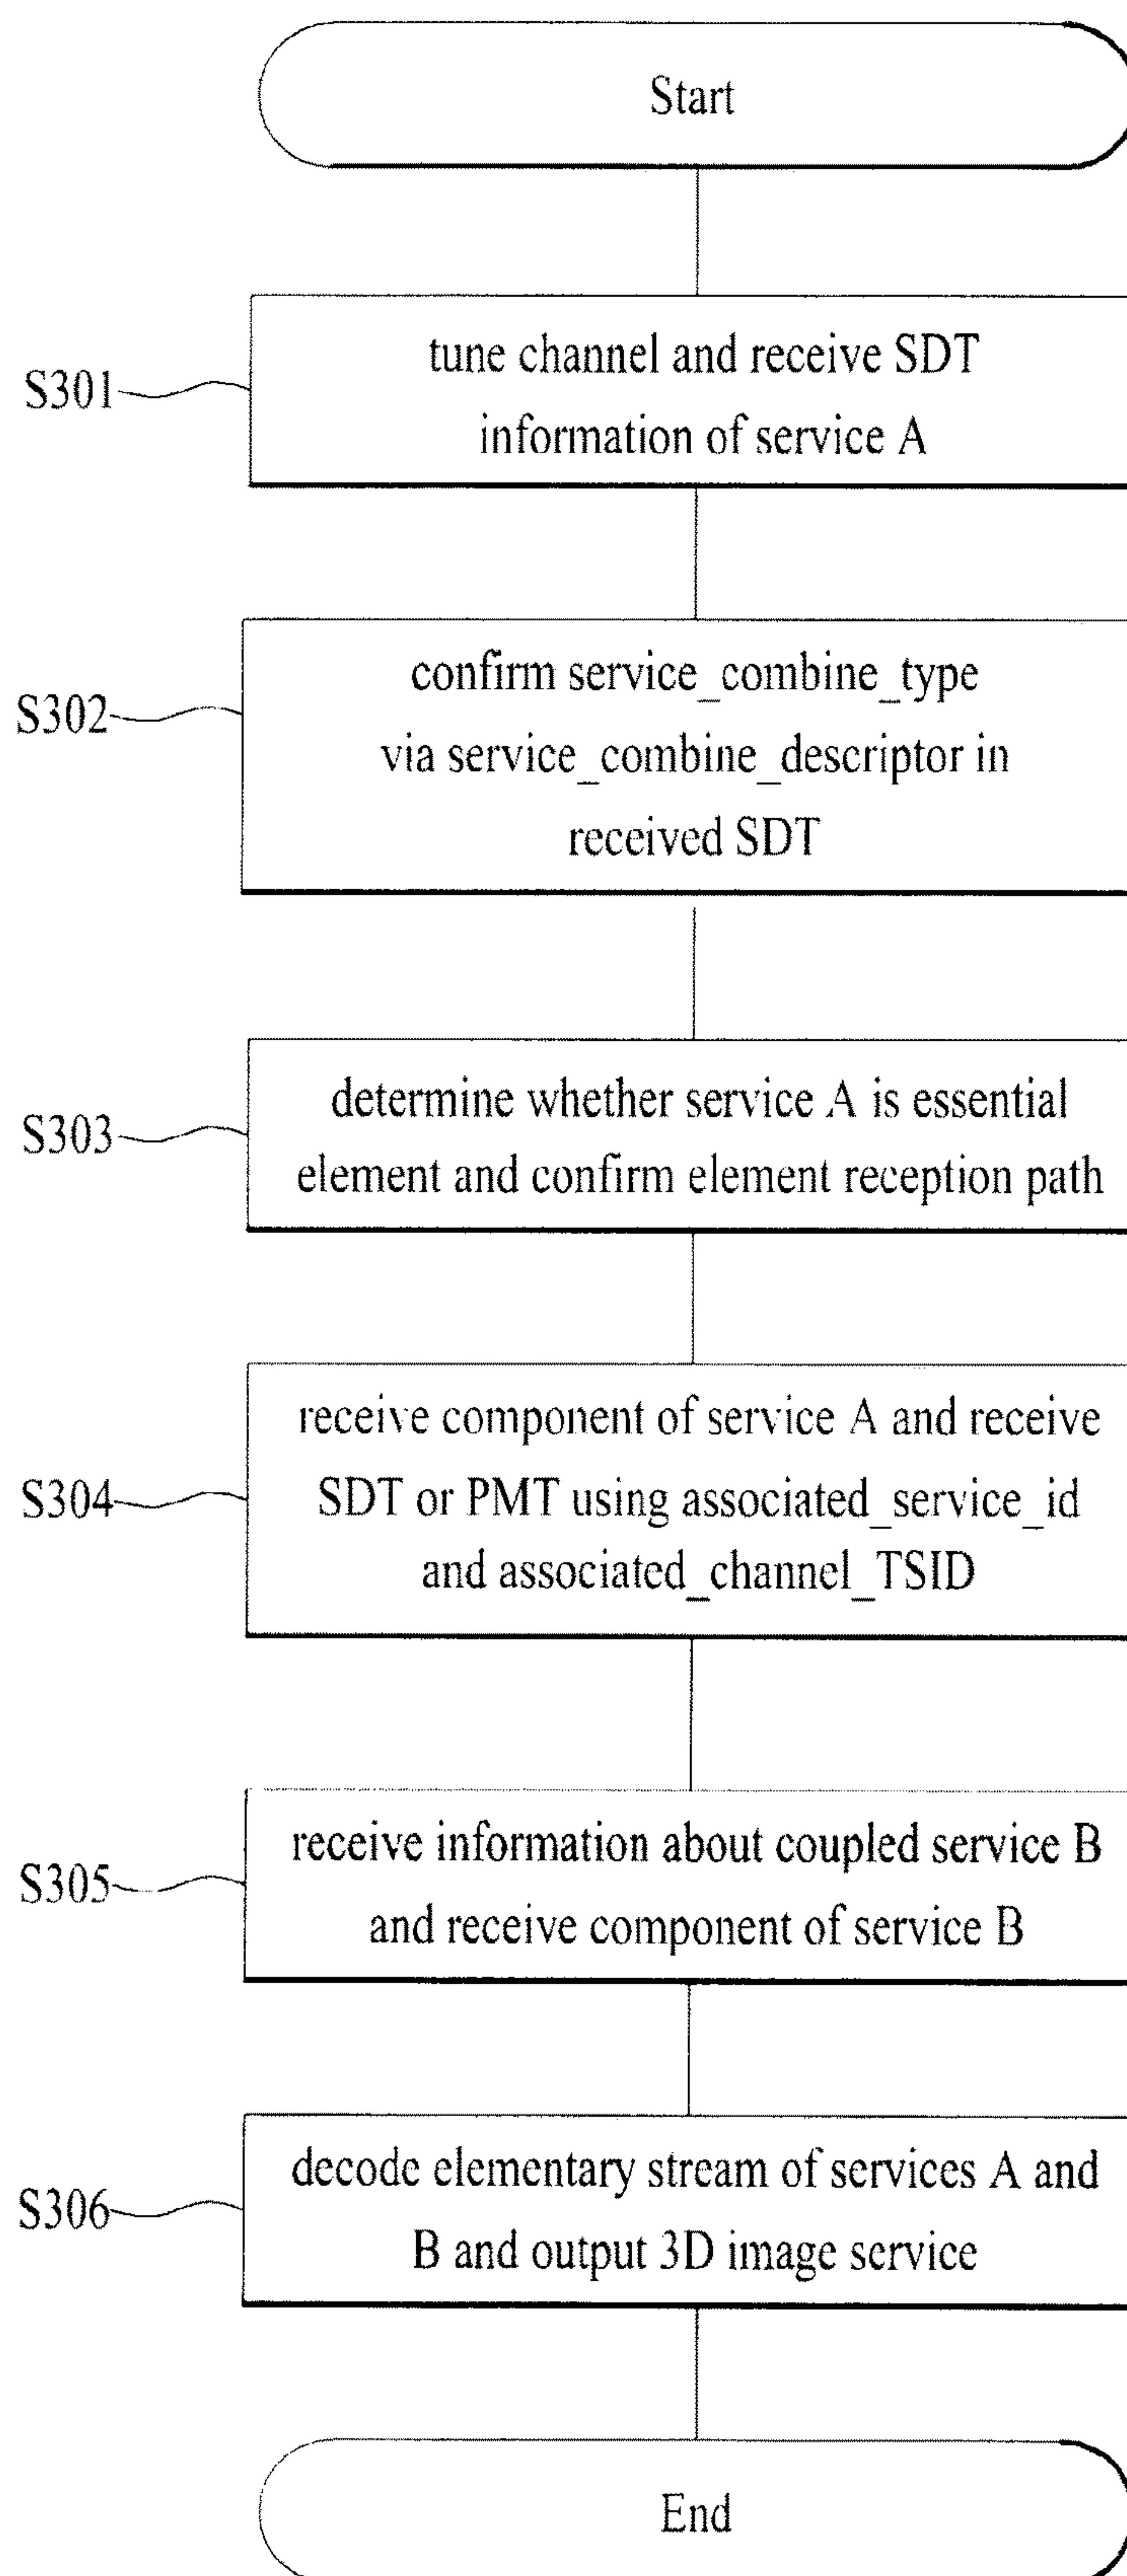 Start
S301
tune channel and receive SDT
information of service A
S302
confirm service_combine_type
via service_combine_descriptor in
received SDT
S303
determine whether service A is essential
element and confirm element reception path
S304
receive component of service A and receive
SDT or PMT using associated_service_id
and associated_channel_TSID
S305
receive information about coupled service B
and receive component of service B
S306
decode elementary stream of services A and
B and output 3D image service
End